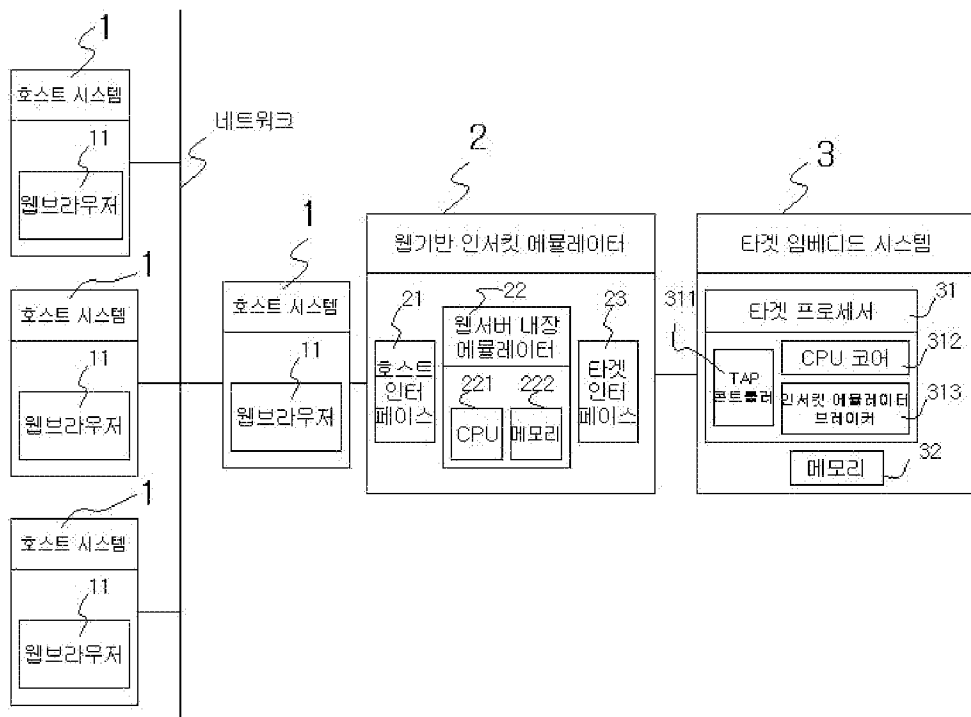 1
호스트 시스템
11
웹브라우저
네트워크
1
호스트 시스템
11
웹브라우저
1
호스트 시스템
11
웹브라우저
1
호스트 시스템
11
웹브라우저
2
웹기반 인서킷 에뮬레이터
21
호스트
인터
페이스
22
웹서버 내장
에뮬레이터
221
CPU
222
메모리
23
타겟
인터
페이스
3
타겟 임베디드 시스템
31
타겟 프로세서
311
TAP
콘트롤러
312
CPU 코어
313
인서킷 에뮬레이터
브레이커
32
메모리